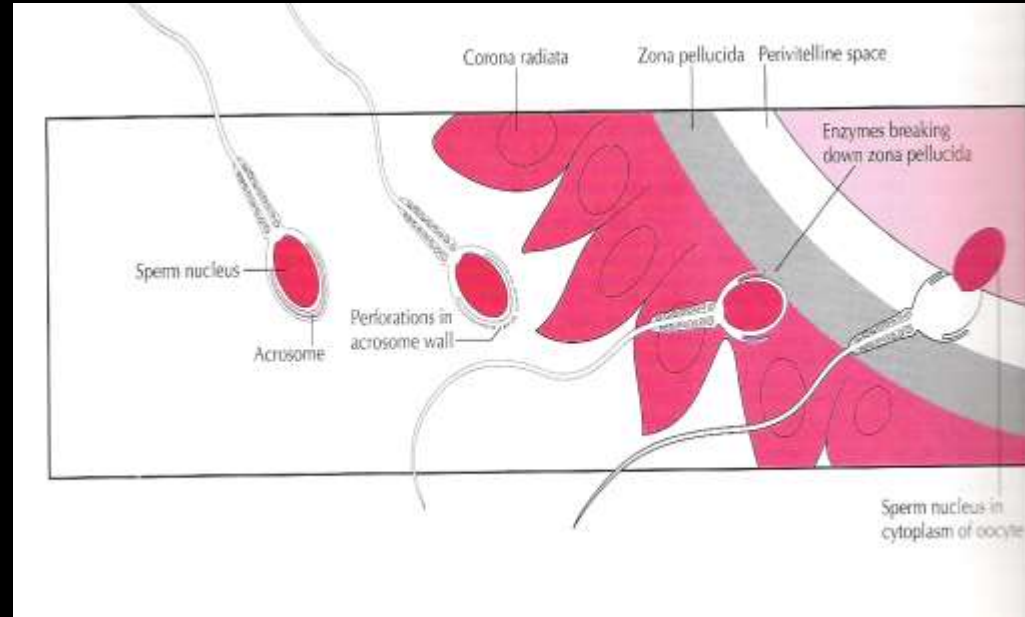 Corona radiata
Zona pellucida
Perivitelline space
Enzymes breaking
down zona pellucida
Sperm nucleus
Perforations in
acrosome wall
Acrosome
Sperm nucleus in
cytoplasm of oocyte